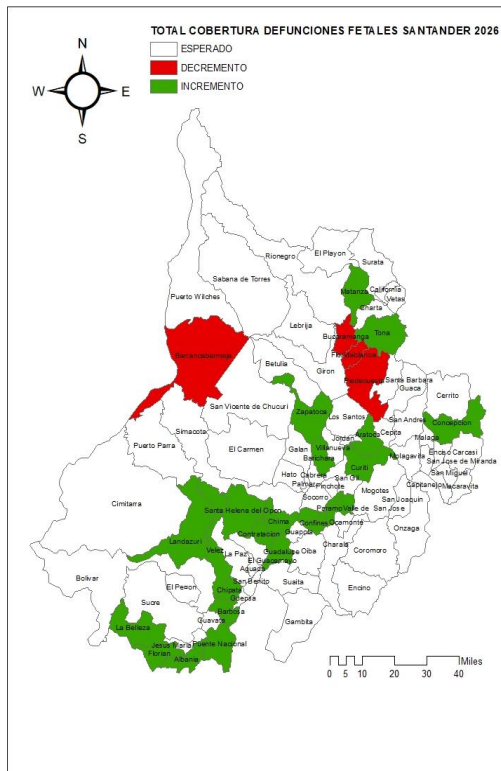 TOTAL COBERTURA DEFUNCIONES FETALES SANTANDER 2026
ESPERADO
DECREMENTO
INCREMENTO
N
W
E
S
El Playon
Rionegro
Surata
Sabana de Torres
California
Matanza
Vetas
Puerto Wilches
Charta
Lebrija
Tona
Bucaramanga
Floridablanca
Barrancabermeja
Betulia
Giron
Piedecuesta
Santa Barbara
Guaca
Cerrito
San Vicente de Chucuri
Zapatoca
Los Santos
San Andres
Concepcion
Aratoca
Cepita
Simacota
Jordan
Malaga
Puerto Parra
Villanueva
El Carmen
Galan
Barichara
Molagavita
Enciso
Carcasi
San Jose de Miranda
Curiti
San Miguel
Hato
Cabrera
San Gil
Palmar
Pinchote
Mogotes
Capitanejo
Macaravita
Socorro
San Joaquin
Cimitarra
Santa Helena del Opon
Paramo
Valle de San Jose
Chima
Confines
Ocamonte
Onzaga
Contratacion
Guapota
Landazuri
Charala
Velez
La Paz
Guadalupe
Oiba
Coromoro
El Guacamayo
Aguada
Bolivar
San Benito
Suaita
El Penon
Chipata
Encino
Guepsa
Sucre
Barbosa
Guavata
Gambita
La Belleza
Jesus Maria
Puente Nacional
Florian
Albania
Miles
0 5 10 20 30 40